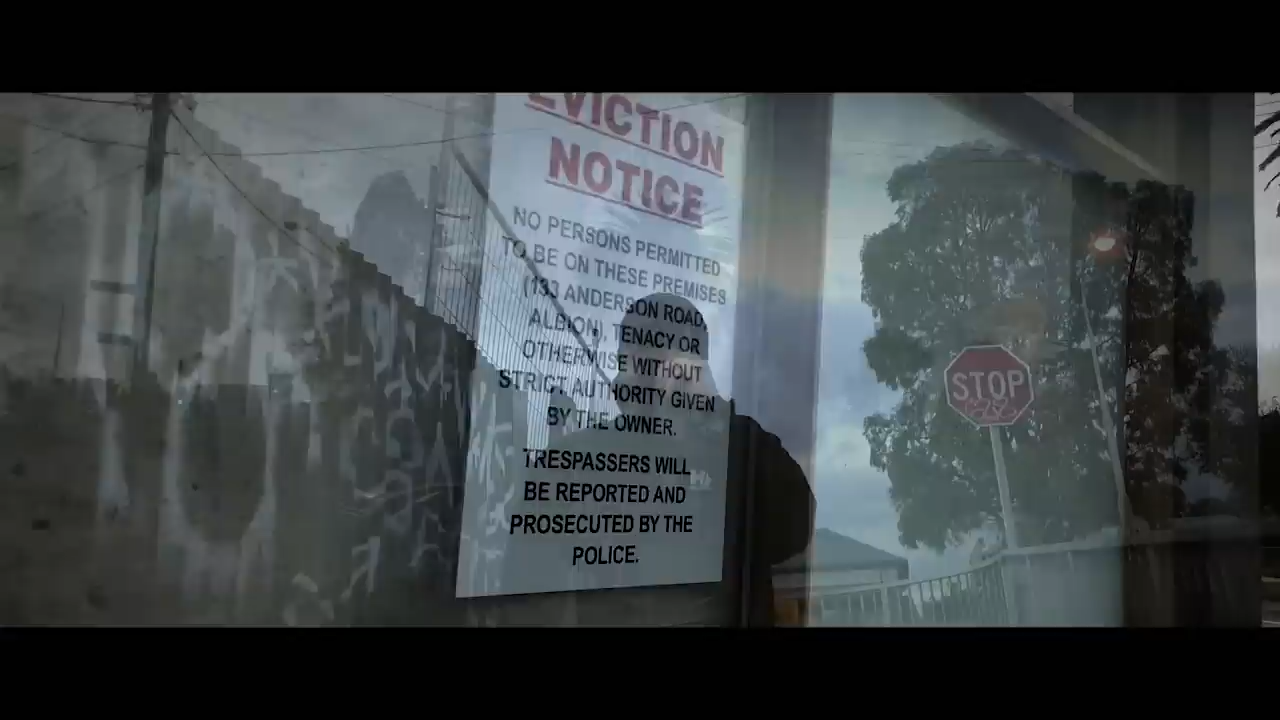 EVICTION
NOTICE
NO PERSONS PERMITTED
TO BE ON THESE PREMISES
(133 ANDERSON ROAD,
ALBION), TENACY OR
OTHERWISE WITHOUT
STRICT AUTHORITY GIVEN
BY THE OWNER.
TRESPASSERS WILL
BE REPORTED AND
PROSECUTED BY THE
POLICE.
STOP